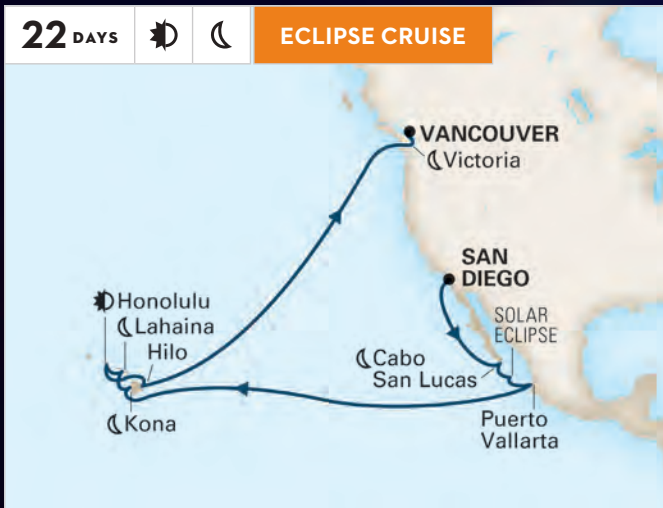 22 DAYS
ECLIPSE CRUISE
VANCOUVER
Victoria
SAN
DIEGO
SOLAR
ECLIPSE
Honolulu
Lahaina
Hilo
Cabo
San Lucas
Kona
Puerto
Vallarta